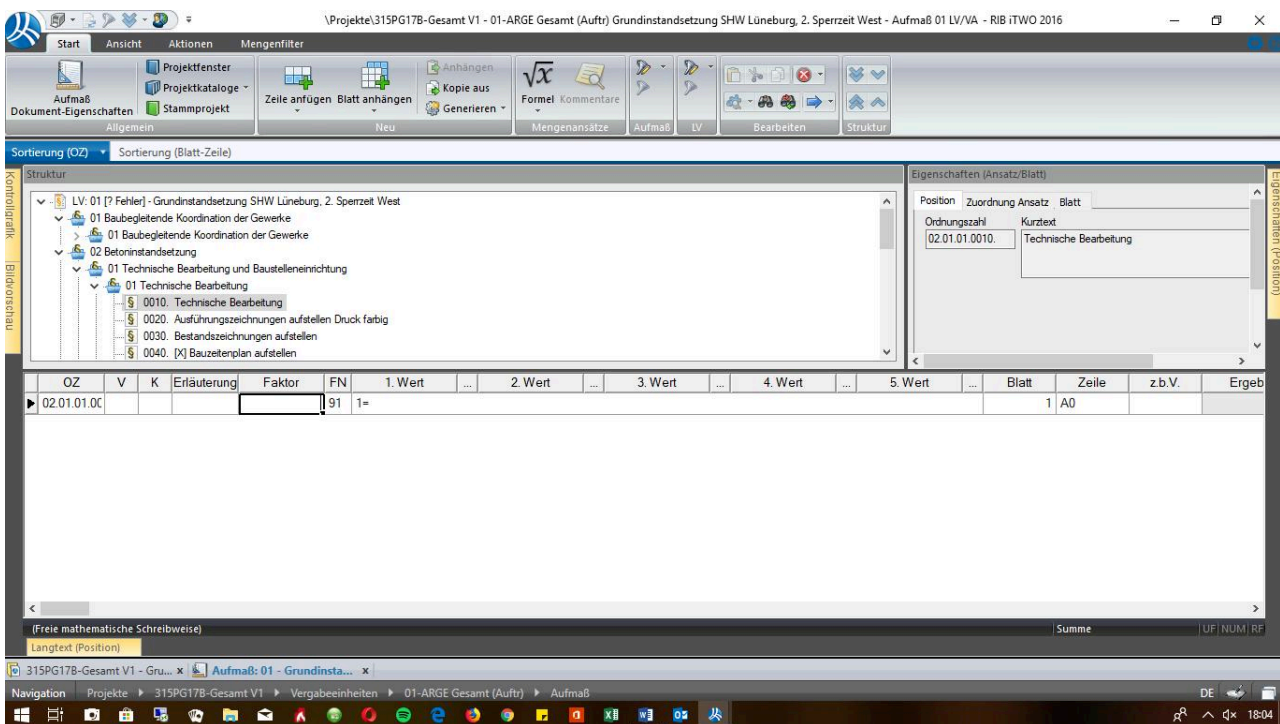 \Projekte\315PG17B-Gesamt V1 - 01-ARGE Gesamt (Auftr) Grundinstandsetzung SHW Lüneburg, 2. Sperrzeit West - Aufmaß 01 LV/VA - RIB iTWO 2016
Start Ansicht Aktionen Mengenfilter
Aufmaß
Dokument-Eigenschaften
Projektfenster
Projektkataloge
Stammprojekt
Allgemein
Zeile anfügen
Blatt anhängen
Anhängen
Kopie aus
Generieren
Neu
Formel
Kommentare
Mengenansätze
Aufmaß
LV
Bearbeiten
Struktur
Sortierung (OZ) Sortierung (Blatt-Zeile)
Kontrollgrafik
Bildvorschau
Struktur
LV: 01 [? Fehler] - Grundinstandsetzung SHW Lüneburg, 2. Sperrzeit West
01 Baubegleitende Koordination der Gewerke
01 Baubegleitende Koordination der Gewerke
02 Betoninstandsetzung
01 Technische Bearbeitung und Baustelleneinrichtung
01 Technische Bearbeitung
§ 0010. Technische Bearbeitung
§ 0020. Ausführungszeichnungen aufstellen Druck farbig
§ 0030. Bestandszeichnungen aufstellen
§ 0040. [X] Bauzeitenplan aufstellen
Eigenschaften (Ansatz/Blatt)
Position Zuordnung Ansatz Blatt
Ordnungszahl Kurztext
02.01.01.0010. Technische Bearbeitung
Eigenschaften (Position)
OZ V K Erläuterung Faktor FN 1. Wert ... 2. Wert ... 3. Wert ... 4. Wert ... 5. Wert ... Blatt Zeile z.b.V. Ergeb
02.01.01.0C 91 1= 1 A0
(Freie mathematische Schreibweise) Summe UF NUM RF
Langtext (Position)
315PG17B-Gesamt V1 - Gru... x Aufmaß: 01 - Grundinsta... x
Navigation Projekte 315PG17B-Gesamt V1 Vergabeeinheiten 01-ARGE Gesamt (Auftr) Aufmaß DE
18:04